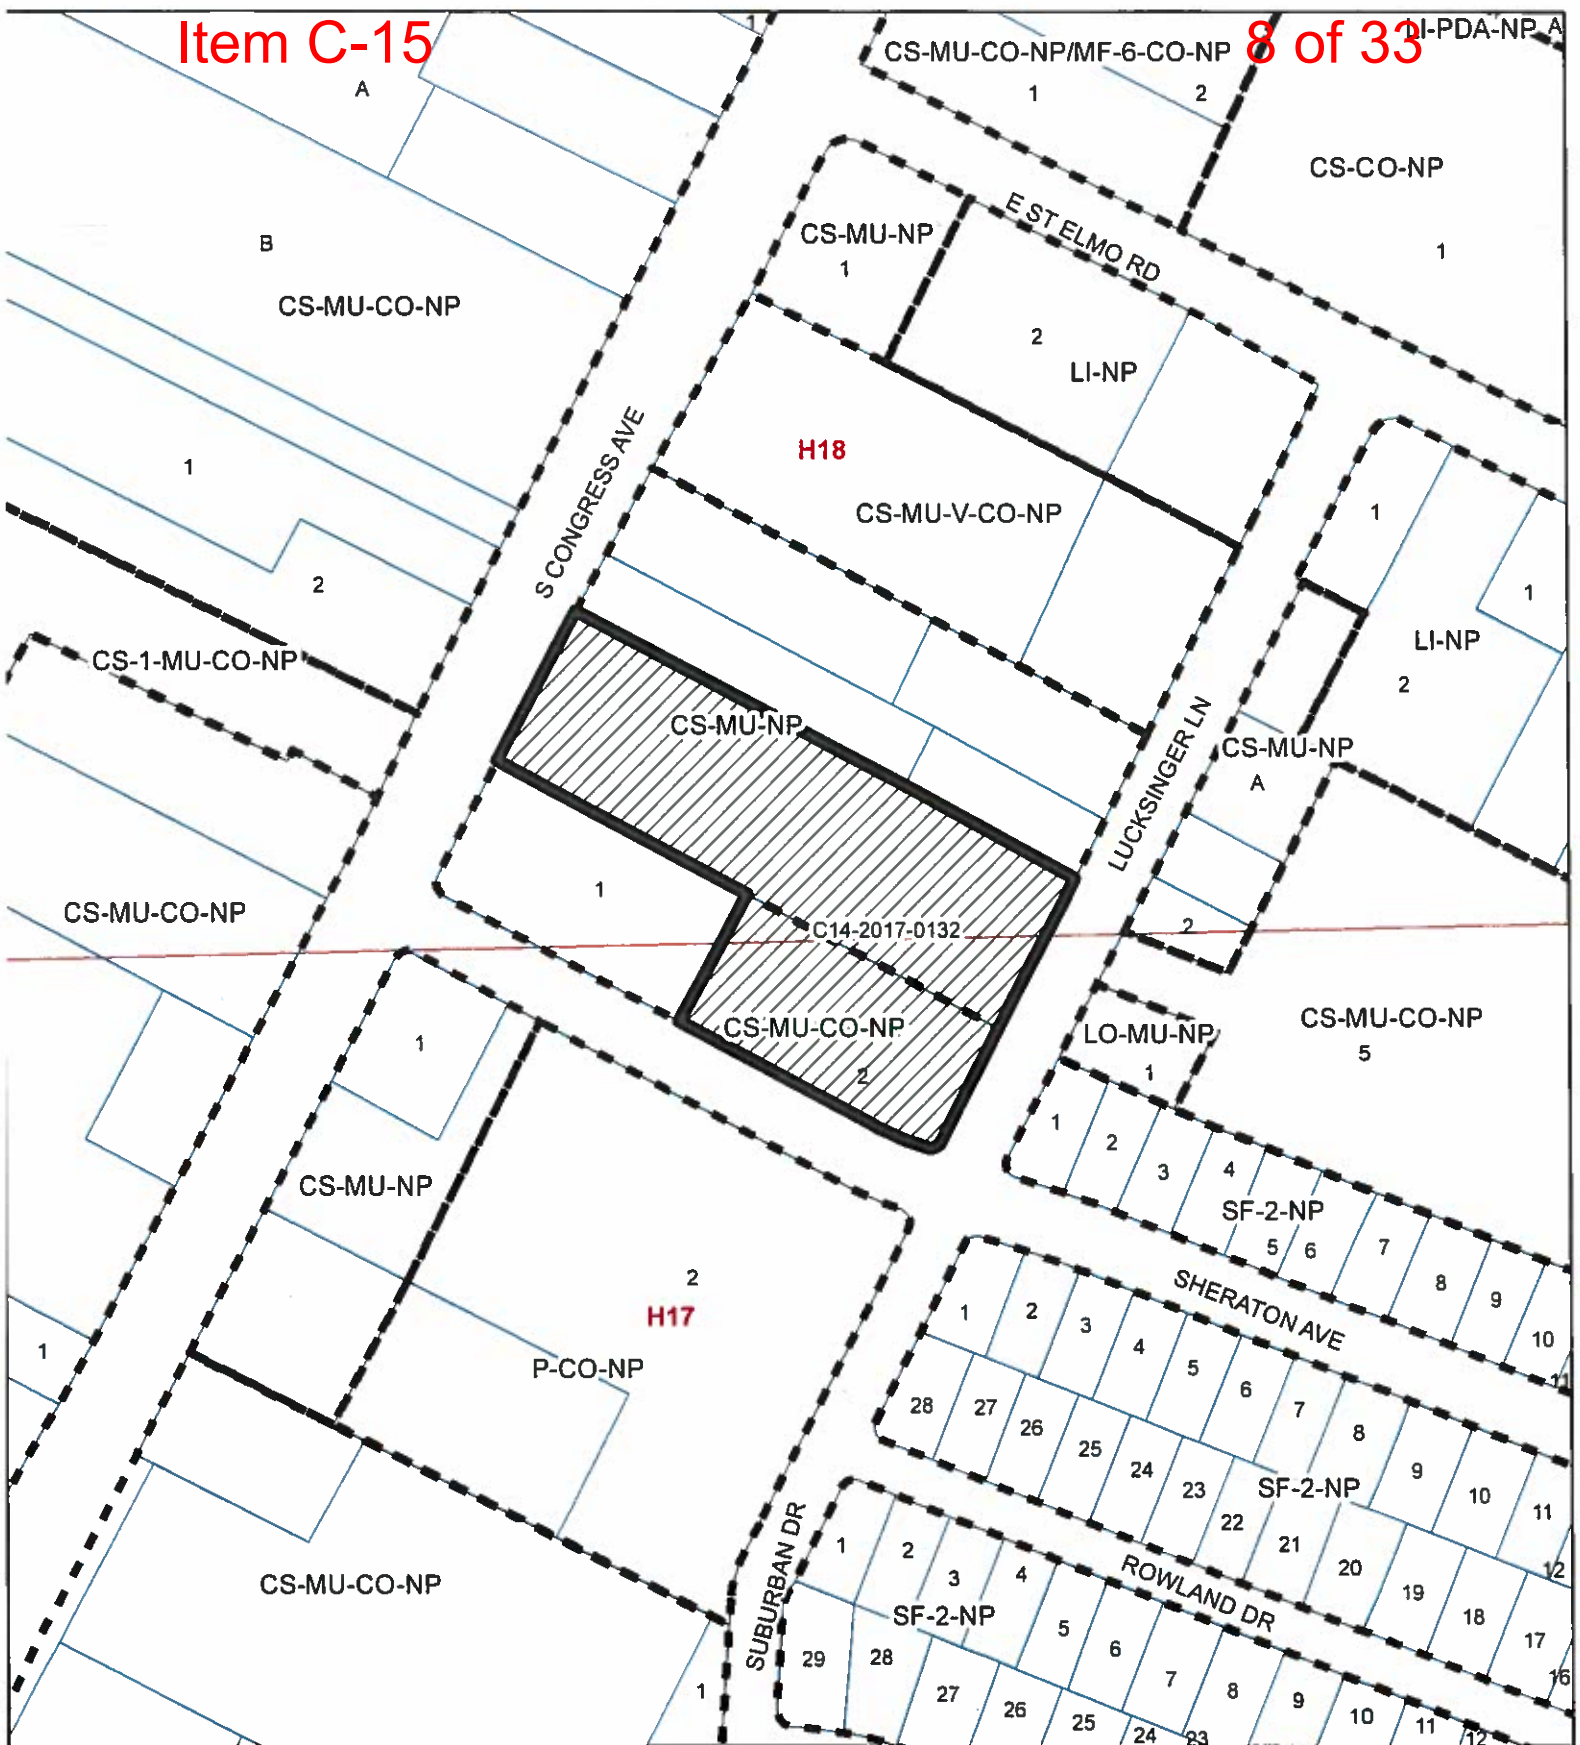 Item C-15
8 of 33
1
LI-PDA-NP A
CS-MU-CO-NP/MF-6-CO-NP
A
1
2
CS-CO-NP
CS-MU-NP
1
E ST ELMO RD
B
1
CS-MU-CO-NP
2
LI-NP
S CONGRESS AVE
H18
1
CS-MU-V-CO-NP
1
2
1
LI-NP
2
CS-1-MU-CO-NP
CS-MU-NP
LUCKSINGER LN
CS-MU-NP
A
1
CS-MU-CO-NP
C14-2017-0132
2
CS-MU-CO-NP
2
LO-MU-NP
1
CS-MU-CO-NP
5
1
CS-MU-NP
1
2
3
4
SF-2-NP
5
6
7
8
9
10
11
SHERATON AVE
2
H17
P-CO-NP
1
1
2
3
4
5
6
7
8
9
10
11
12
28
27
26
25
24
23
22
21
20
19
18
17
16
SF-2-NP
ROWLAND DR
SUBURBAN DR
CS-MU-CO-NP
1
1
2
3
4
5
6
7
8
9
10
11
12
SF-2-NP
29
28
27
26
25
24
23